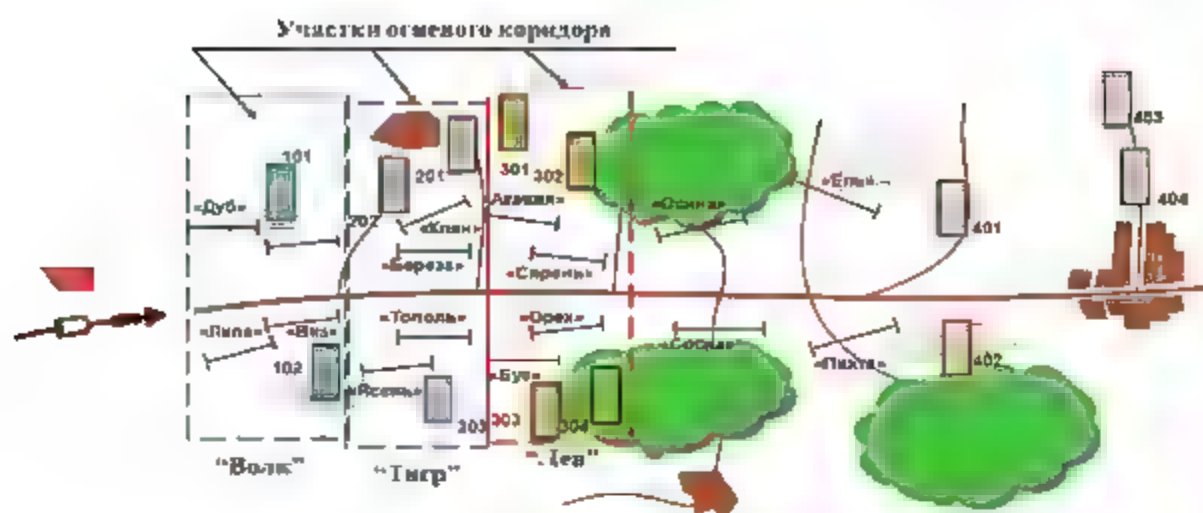 Участки огневого коридора
101
201
301
302
403
404
«Дуб»
202
«Клен»
«Акация»
«Осина»
«Ель»
401
«Береза»
«Сирень»
«Липа»
«Вяз»
«Тополь»
«Орех»
«Сосна»
«Пихта»
102
«Ясень»
«Бук»
402
203
303
304
“Волк”
“Тигр”
“Лев”